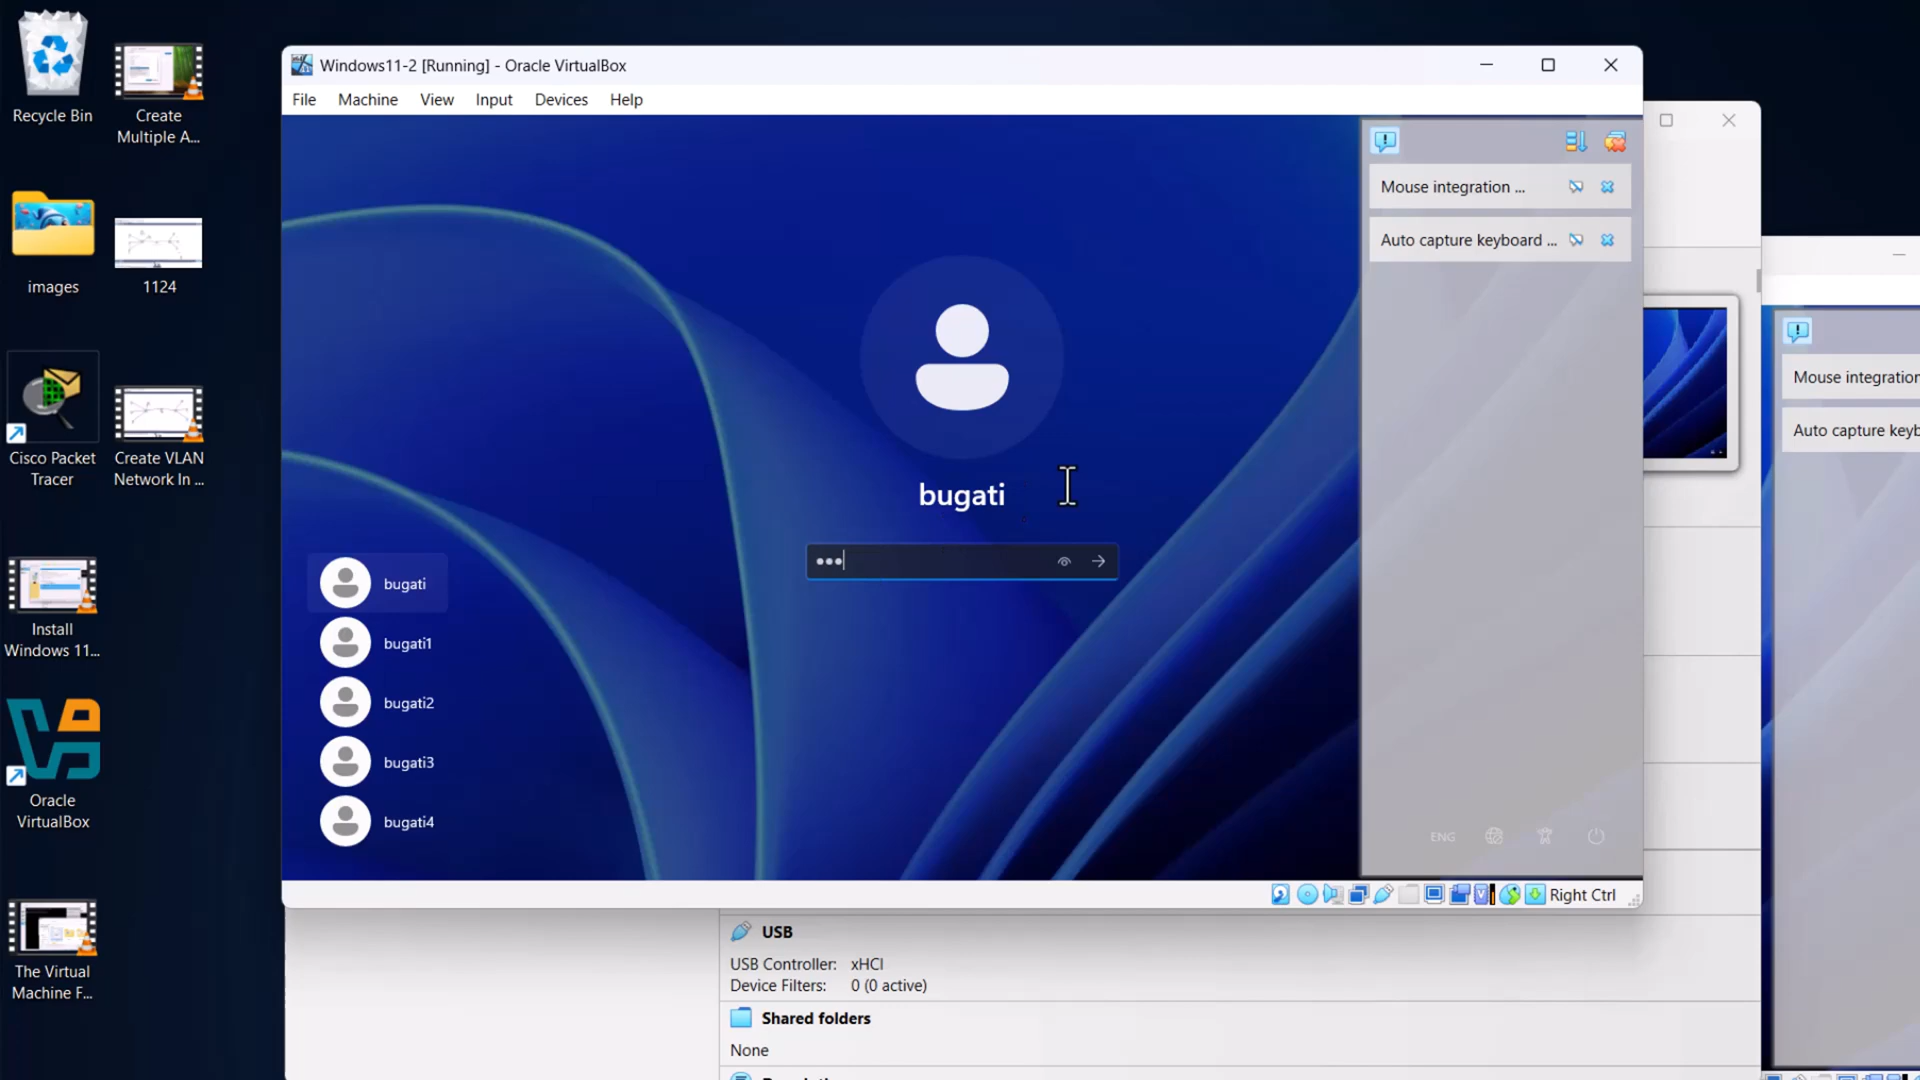 Recycle Bin
Create
Multiple A...
images
1124
Cisco Packet
Tracer
Create VLAN
Network In ...
Install
Windows 11...
Oracle
VirtualBox
The Virtual
Machine F...
Windows11-2 [Running] - Oracle VirtualBox
File Machine View Input Devices Help
Mouse integration ...
Auto capture keyboard ...
bugati
bugati
bugati1
bugati2
bugati3
bugati4
ENG
Right Ctrl
Mouse integration
Auto capture keyb
USB
USB Controller: xHCI
Device Filters: 0 (0 active)
Shared folders
None